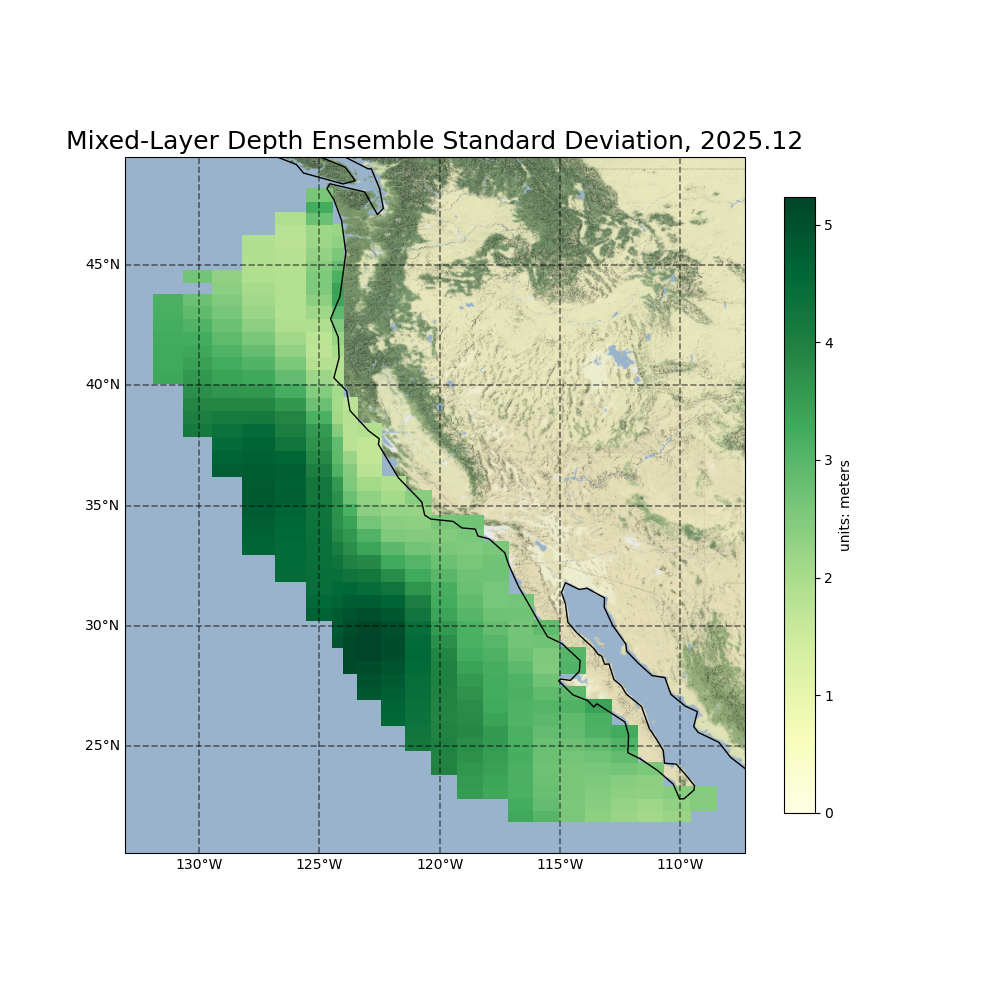 Mixed-Layer Depth Ensemble Standard Deviation, 2025.12
45°N
40°N
35°N
30°N
25°N
130°W
125°W
120°W
115°W
110°W
5
4
3
2
1
0
units: meters